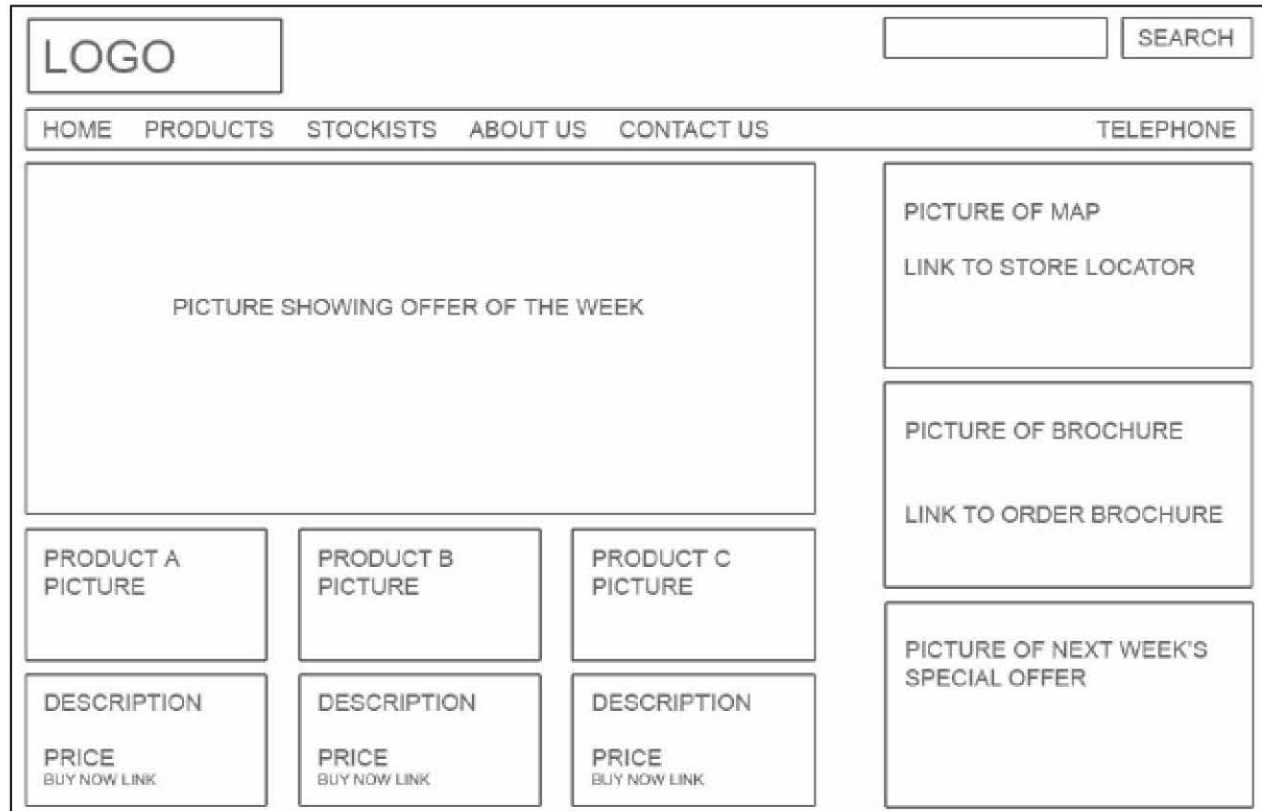 LOGO
SEARCH
HOME PRODUCTS STOCKISTS ABOUT US CONTACT US TELEPHONE
PICTURE SHOWING OFFER OF THE WEEK
PICTURE OF MAP
LINK TO STORE LOCATOR
PICTURE OF BROCHURE
LINK TO ORDER BROCHURE
PRODUCT A
PICTURE
PRODUCT B
PICTURE
PRODUCT C
PICTURE
DESCRIPTION
PRICE
BUY NOW LINK
DESCRIPTION
PRICE
BUY NOW LINK
DESCRIPTION
PRICE
BUY NOW LINK
PICTURE OF NEXT WEEK'S
SPECIAL OFFER